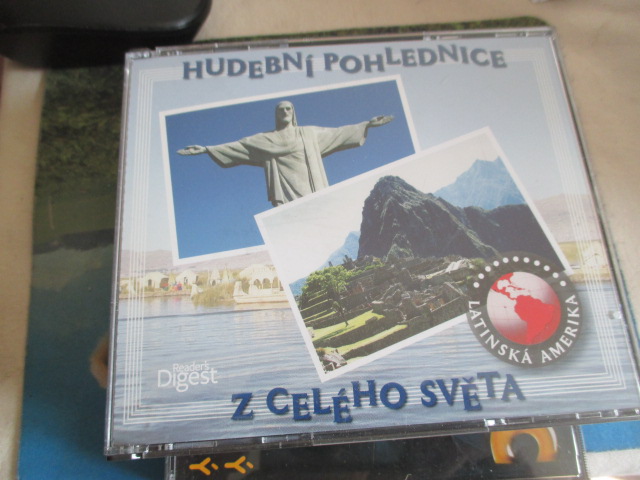 HUDEBNÍ POHLEDNICE
LATINSKÁ AMERIKA
Reader's
Digest
Z CELÉHO SVĚTA